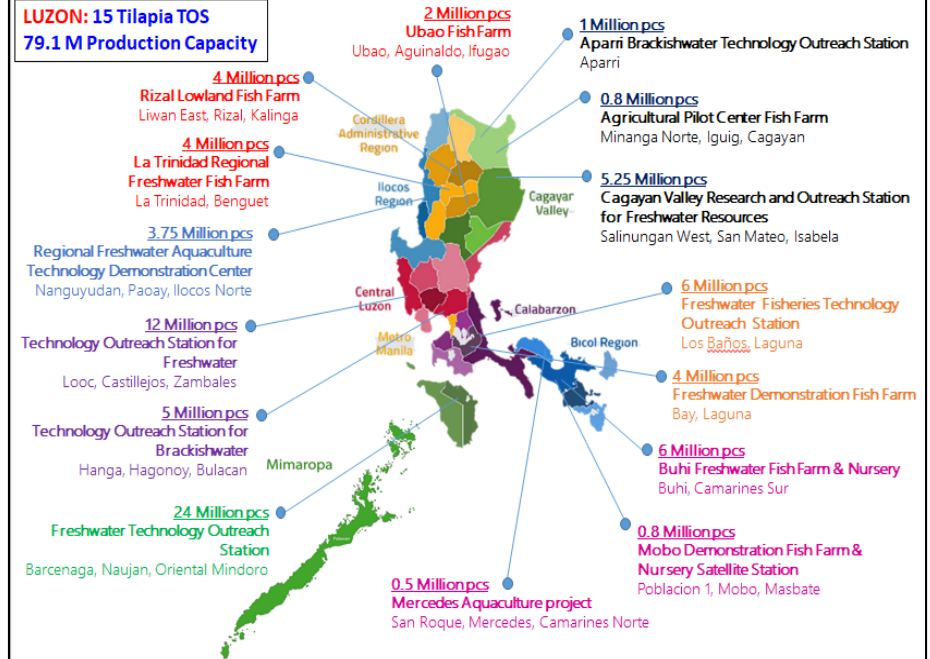 LUZON: 15 Tilapia TOS
79.1 M Production Capacity
2 Million pcs
Ubao Fish Farm
Ubao, Aguinaldo, Ifugao
1 Million pcs
Aparri Brackishwater Technology Outreach Station
Aparri
4 Million pcs
Rizal Lowland Fish Farm
Liwan East, Rizal, Kalinga
0.8 Million pcs
Agricultural Pilot Center Fish Farm
Minanga Norte, Iguig, Cagayan
4 Million pcs
La Trinidad Regional
Freshwater Fish Farm
La Trinidad, Benguet
5.25 Million pcs
Cagayan Valley Research and Outreach Station
for Freshwater Resources
Salinungan West, San Mateo, Isabela
3.75 Million pcs
Regional Freshwater Aquaculture
Technology Demonstration Center
Nanguyudan, Paoay, Ilocos Norte
6 Million pcs
Freshwater Fisheries Technology
Outreach Station
Los Baños, Laguna
12 Million pcs
Technology Outreach Station for
Freshwater
Looc, Castillejos, Zambales
4 Million pcs
Freshwater Demonstration Fish Farm
Bay, Laguna
5 Million pcs
Technology Outreach Station for
Brackishwater
Hanga, Hagonoy, Bulacan
6 Million pcs
Buhi Freshwater Fish Farm & Nursery
Buhi, Camarines Sur
24 Million pcs
Freshwater Technology Outreach
Station
Barcenaga, Naujan, Oriental Mindoro
0.8 Million pcs
Mobo Demonstration Fish Farm &
Nursery Satellite Station
Poblacion 1, Mobo, Masbate
0.5 Million pcs
Mercedes Aquaculture project
San Roque, Mercedes, Camarines Norte
Cordillera
Administrative
Region
Ilocos
Region
Cagayar
Valley
Central
Luzon
Calabarzon
Metro
Manila
Bicol Region
Mimaropa